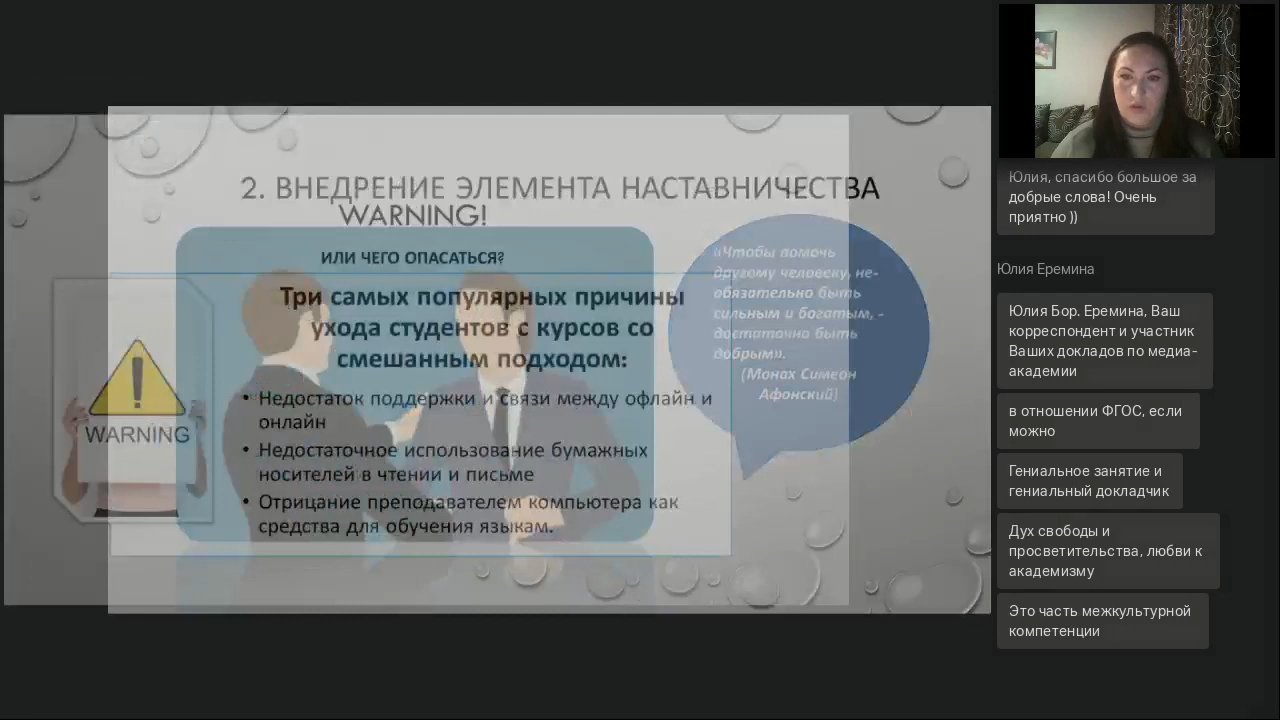 2. ВНЕДРЕНИЕ ЭЛЕМЕНТА НАСТАВНИЧЕСТВА
WARNING!
ИЛИ ЧЕГО ОПАСАТЬСЯ?
Три самых популярных причины
ухода студентов с курсов со
смешанным подходом:
• Недостаток поддержки и связи между офлайн и
онлайн
• Недостаточное использование бумажных
носителей в чтении и письме
• Отрицание преподавателем компьютера как
средства для обучения языкам.
WARNING
«Чтобы помочь
другому человеку, не-
обязательно быть
сильным и богатым, -
достаточно быть
добрым».
(Монах Симеон
Афонский)
Юлия, спасибо большое за
добрые слова! Очень
приятно ))
Юлия Еремина
Юлия Бор. Еремина, Ваш
корреспондент и участник
Ваших докладов по медиа-
академии
в отношении ФГОС, если
можно
Гениальное занятие и
гениальный докладчик
Дух свободы и
просветительства, любви к
академизму
Это часть межкультурной
компетенции